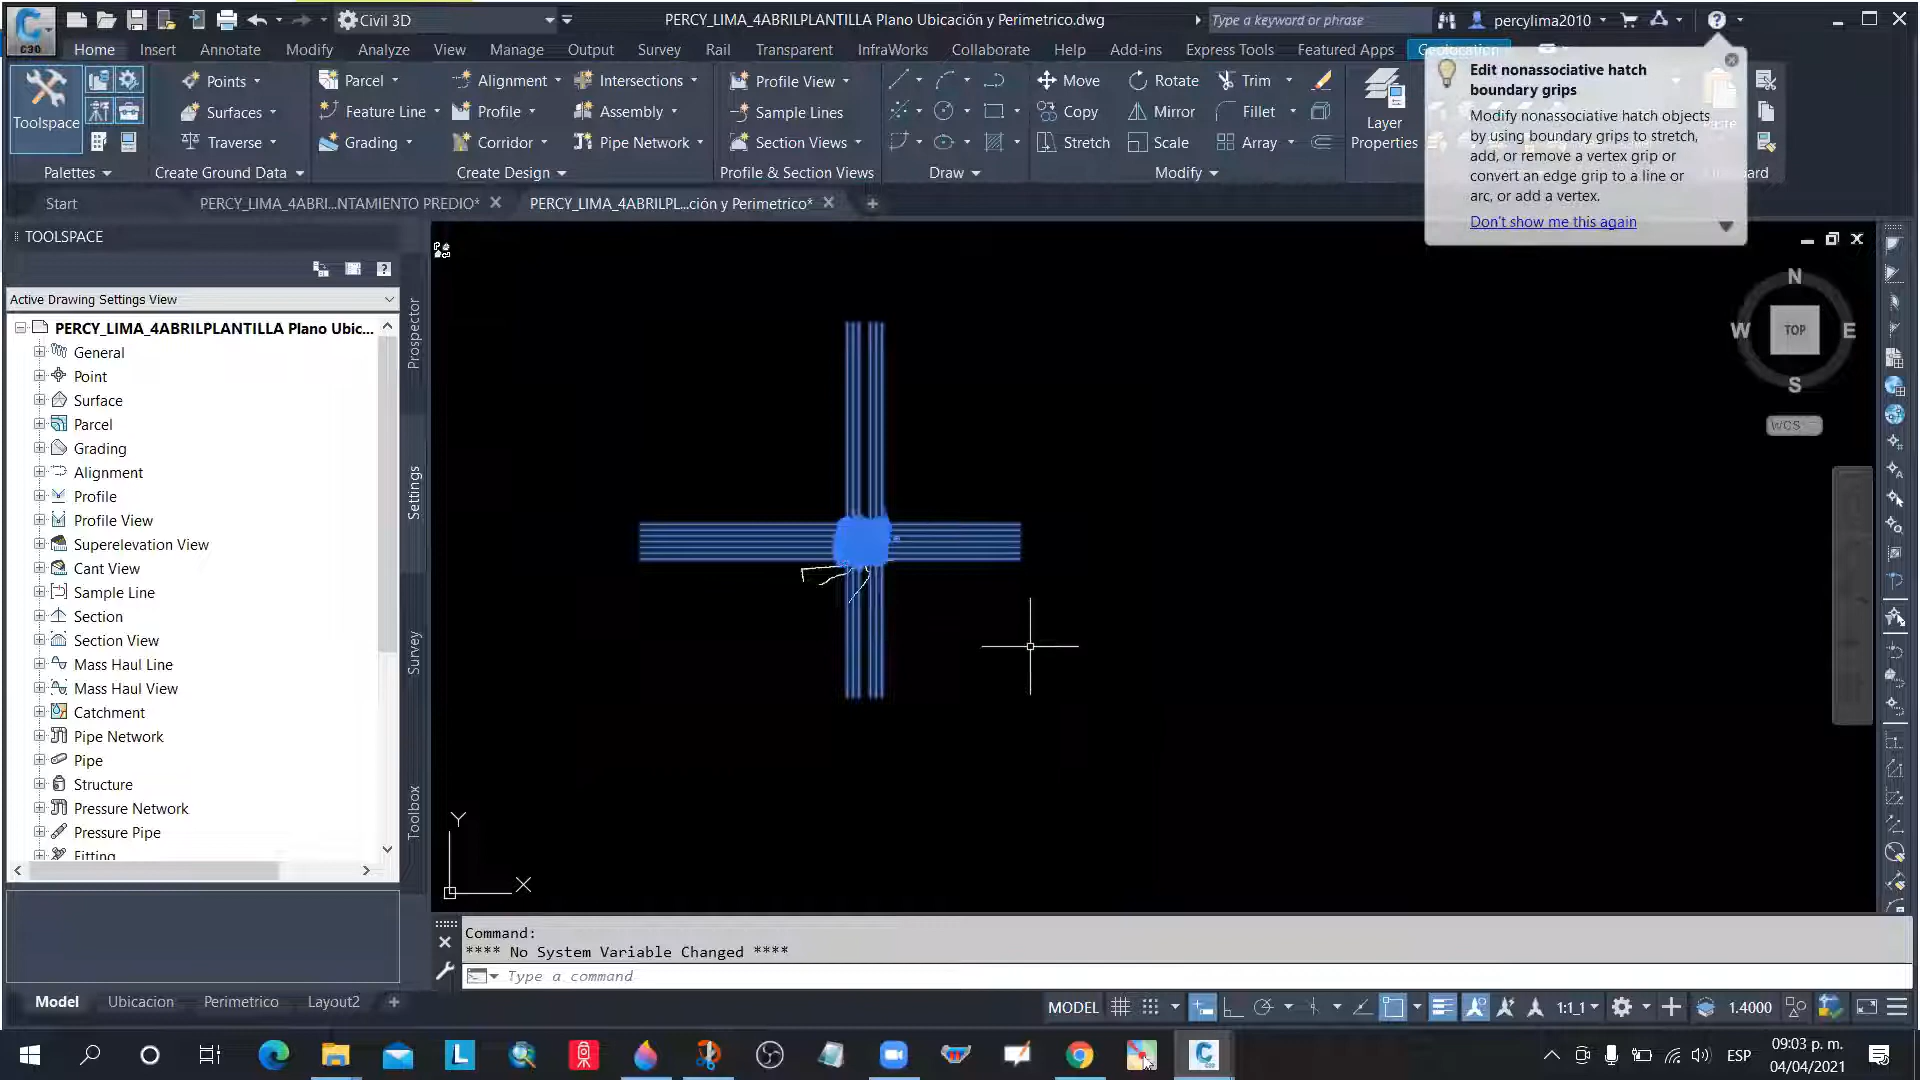 Civil 3D
PERCY_LIMA_4ABRILPLANTILLA Plano Ubicación y Perimetrico.dwg
Type a keyword or phrase
percylima2010
C3D
Home
Insert
Annotate
Modify
Analyze
View
Manage
Output
Survey
Rail
Transparent
InfraWorks
Collaborate
Help
Add-ins
Express Tools
Featured Apps
Geolocation
Toolspace
Palettes
Points
Surfaces
Traverse
Create Ground Data
Parcel
Feature Line
Grading
Alignment
Profile
Corridor
Intersections
Assembly
Pipe Network
Create Design
Profile View
Sample Lines
Section Views
Profile & Section Views
Draw
Move
Copy
Stretch
Rotate
Mirror
Scale
Trim
Fillet
Array
Modify
Layer
Properties
Edit nonassociative hatch
boundary grips
Modify nonassociative hatch objects
by using boundary grips to stretch,
add, or remove a vertex grip or
convert an edge grip to a line or
arc, or add a vertex.
Don't show me this again
Start
PERCY_LIMA_4ABRI...NTAMIENTO PREDIO*
PERCY_LIMA_4ABRILPL...ción y Perimetrico*
TOOLSPACE
Active Drawing Settings View
PERCY_LIMA_4ABRILPLANTILLA Plano Ubic...
General
Point
Surface
Parcel
Grading
Alignment
Profile
Profile View
Superelevation View
Cant View
Sample Line
Section
Section View
Mass Haul Line
Mass Haul View
Catchment
Pipe Network
Pipe
Structure
Pressure Network
Pressure Pipe
Fitting
Prospector
Settings
Survey
Toolbox
N
W
TOP
E
S
WCS
Y
X
Command:
**** No System Variable Changed ****
Type a command
Model
Ubicacion
Perimetrico
Layout2
MODEL
1:1_1
1.4000
ESP
09:03 p. m.
04/04/2021